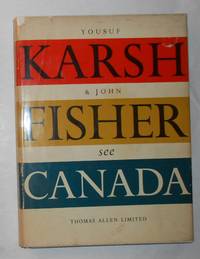 YOUSUF
KARSH
& JOHN
FISHER
see
CANADA
THOMAS ALLEN LIMITED